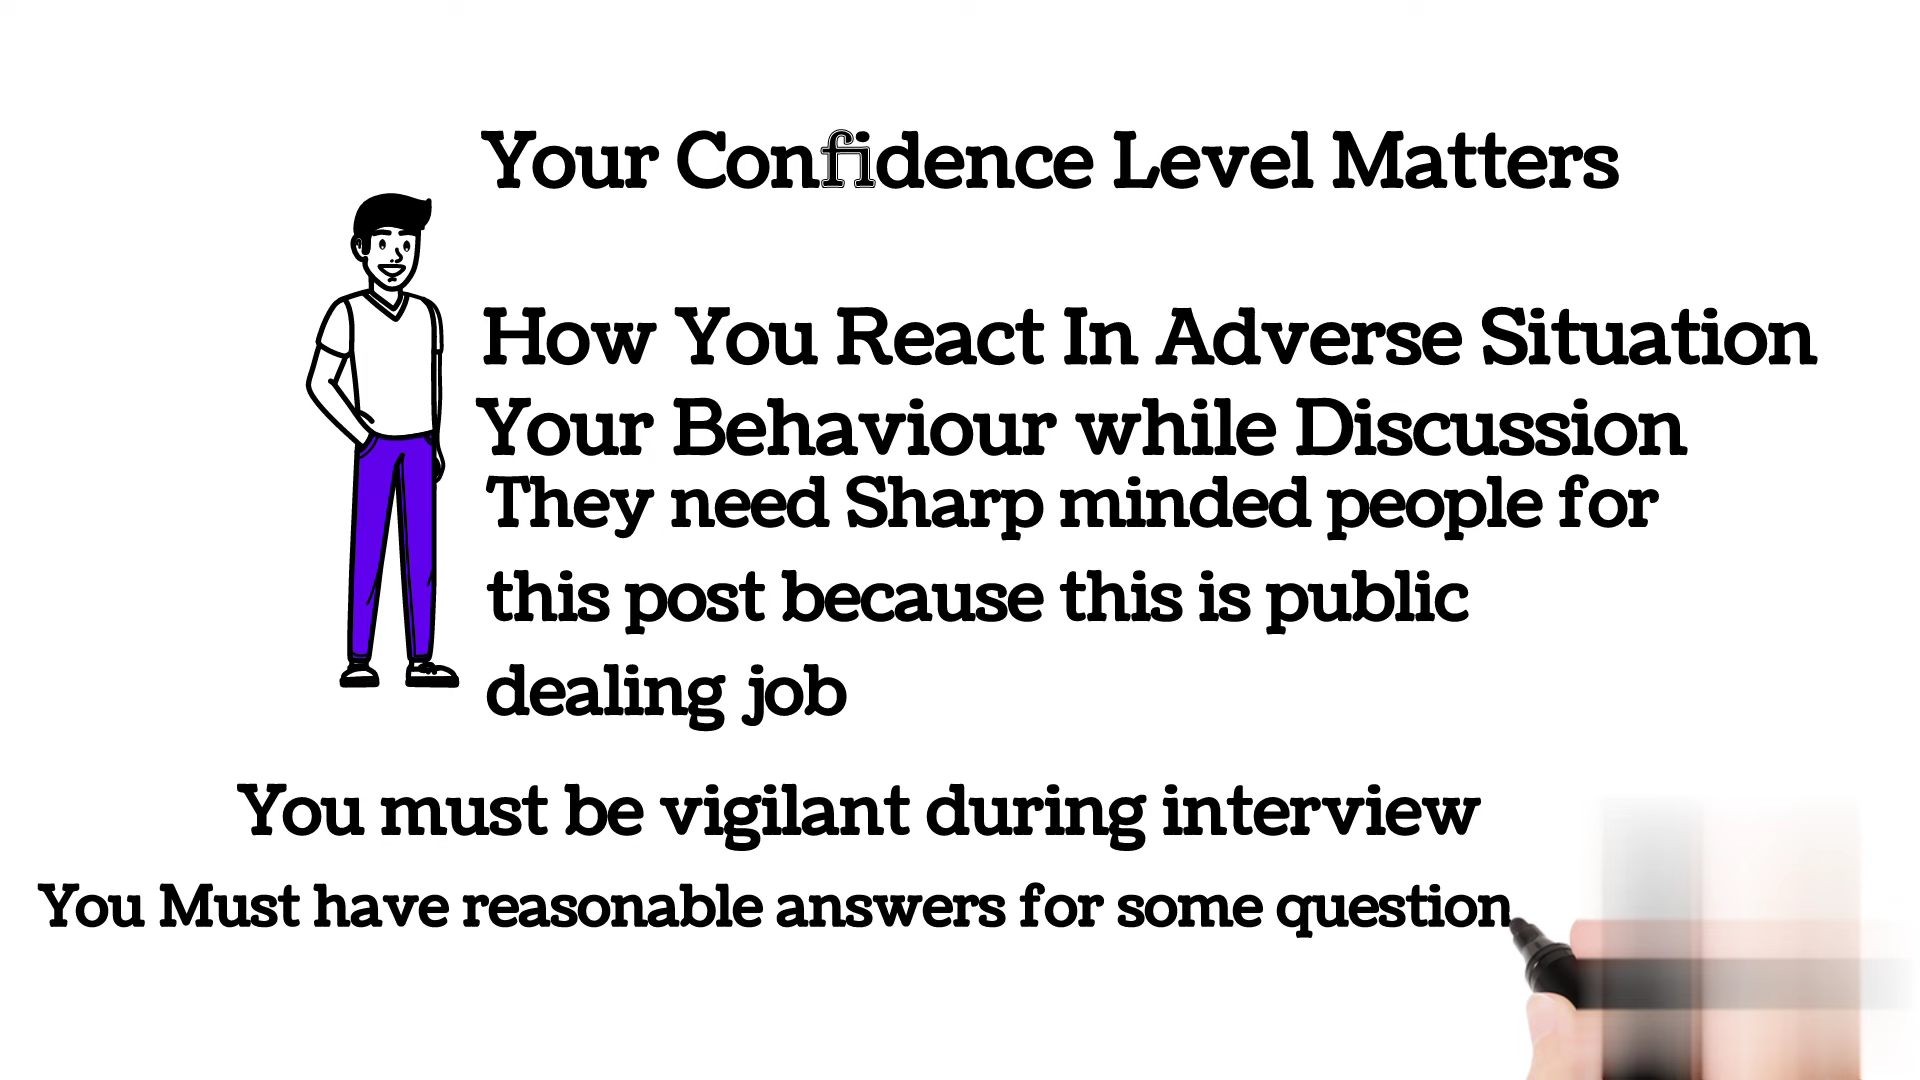 Your Confidence Level Matters
How You React In Adverse Situation
Your Behaviour while Discussion
They need Sharp minded people for
this post because this is public
dealing job
You must be vigilant during interview
You Must have reasonable answers for some question